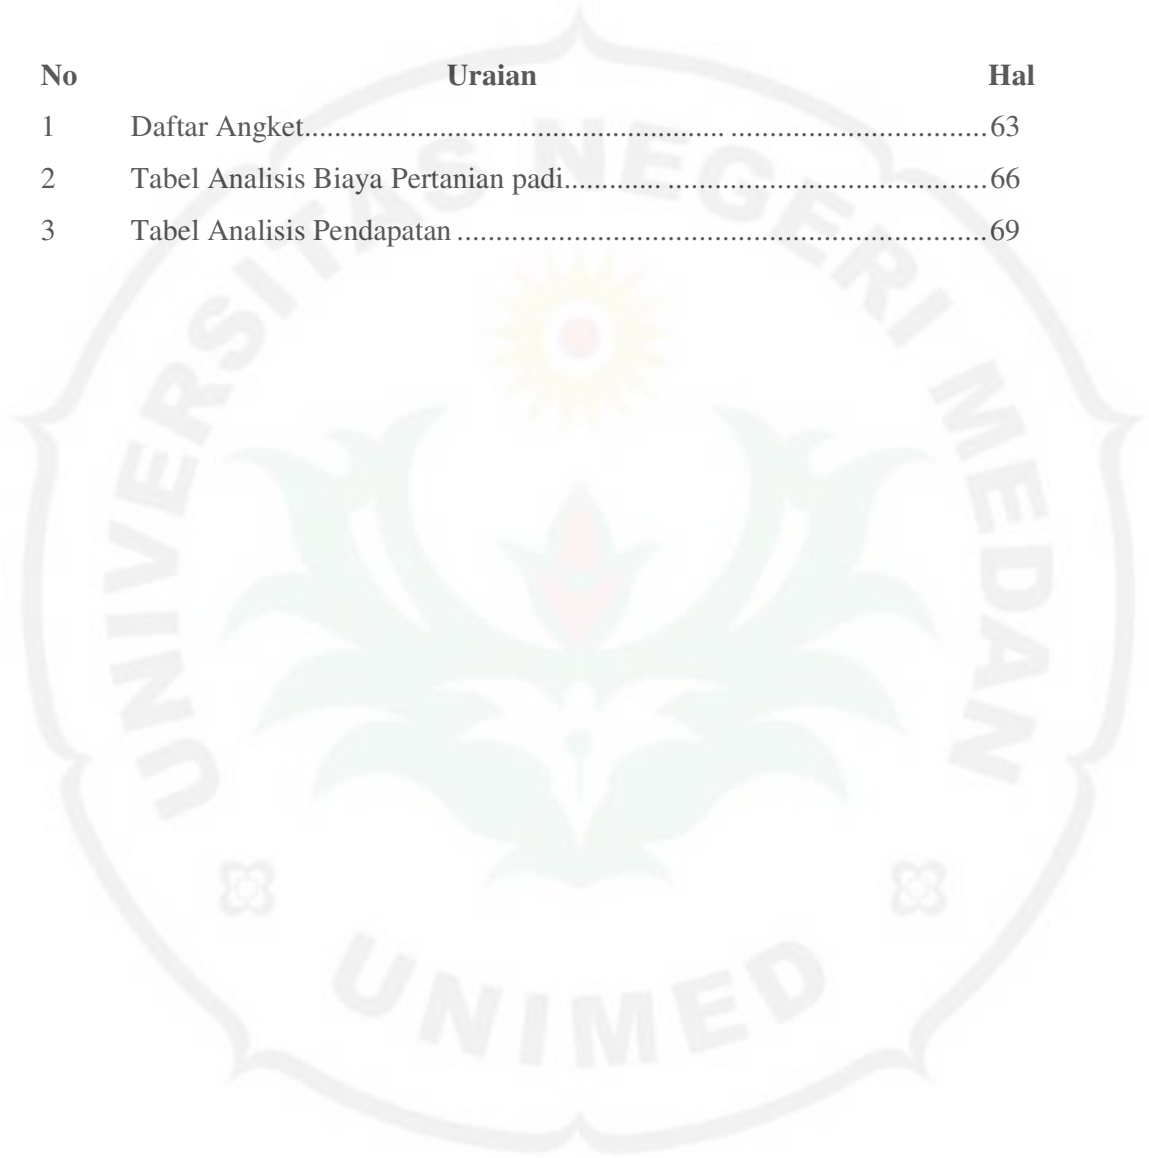 No Uraian Hal
1 Daftar Angket....................................................... ..................................63
2 Tabel Analisis Biaya Pertanian padi............. ..........................................66
3 Tabel Analisis Pendapatan .....................................................................69
UNIVERSITAS NEGERI MEDAN
UNIMED